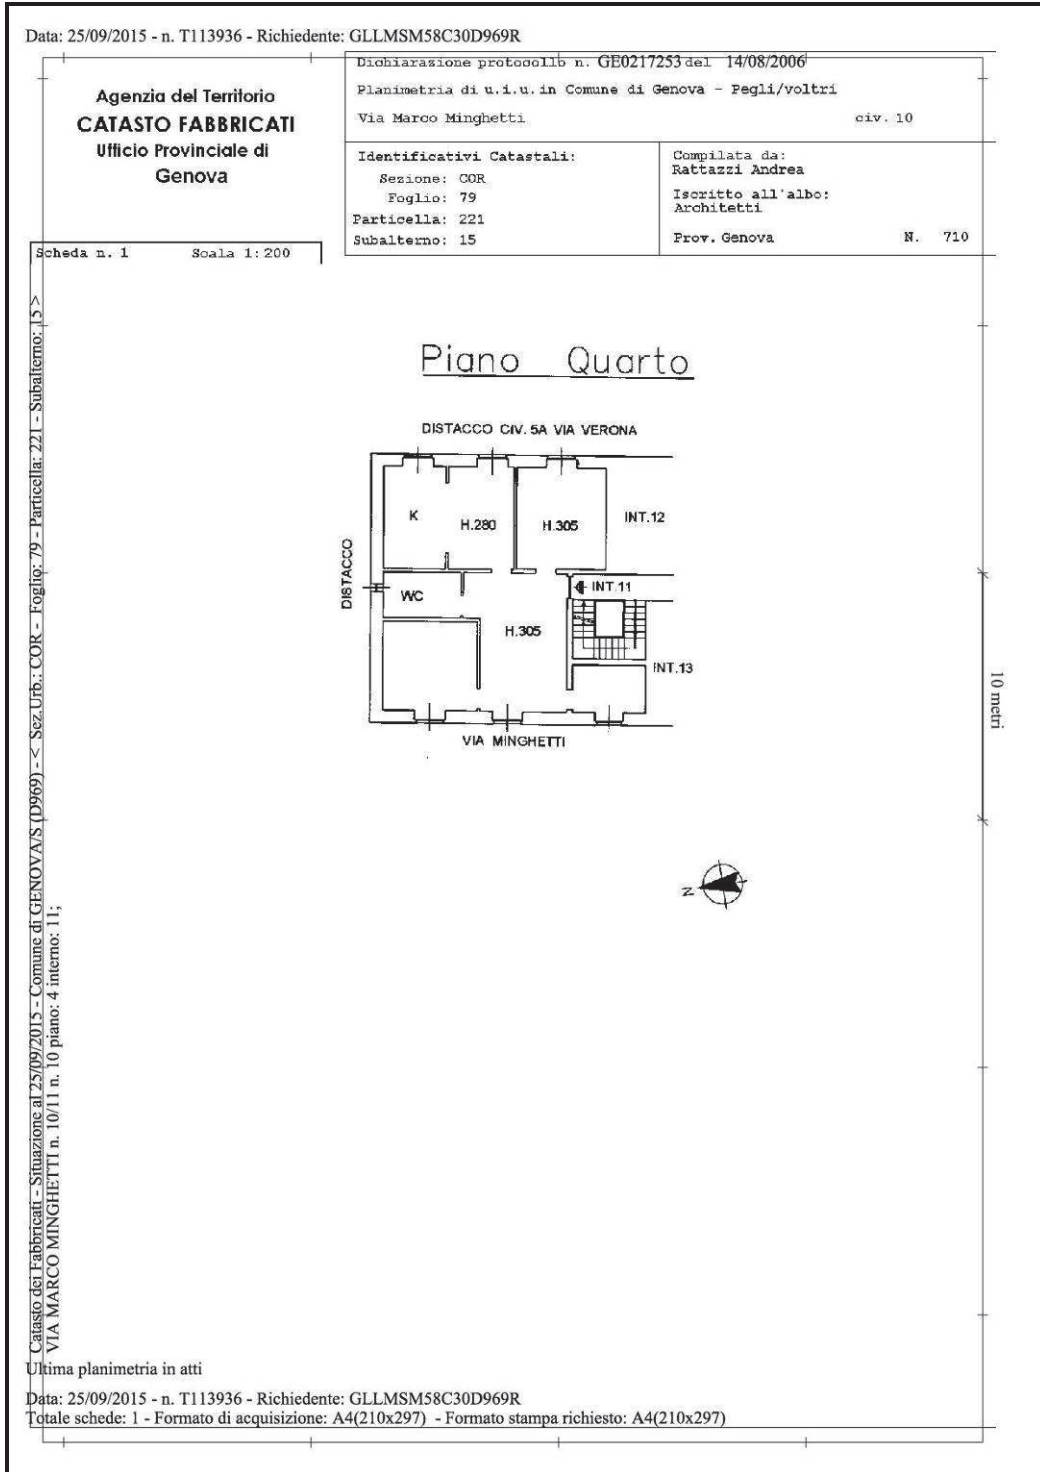 Data: 25/09/2015 - n. T113936 - Richiedente: GLLMSM58C30D969R
Agenzia del Territorio
CATASTO FABBRICATI
Ufficio Provinciale di
Genova
Dichiarazione protocollo n. GE0217253 del 14/08/2006
Planimetria di u.i.u. in Comune di Genova - Pegli/voltri
Via Marco Minghetti civ. 10
Identificativi Catastali:
Sezione: COR
Foglio: 79
Particella: 221
Subalterno: 15
Compilata da:
Rattazzi Andrea
Iscritto all'albo:
Architetti
Prov. Genova N. 710
Scheda n. 1 Scala 1:200
Piano Quarto
DISTACCO CIV. 5A VIA VERONA
K
H.280
H.305
INT.12
DISTACCO
WC
INT.11
H.305
INT.13
VIA MINGHETTI
10 metri
N
Catasto dei Fabbricati - Situazione al 25/09/2015 - Comune di GENOVA/S (D969) - < Sez.Urb.: COR - Foglio: 79 - Particella: 221 - Subalterno: 15 >
VIA MARCO MINGHETTI n. 10/11 n. 10 piano: 4 interno: 11;
Ultima planimetria in atti
Data: 25/09/2015 - n. T113936 - Richiedente: GLLMSM58C30D969R
Totale schede: 1 - Formato di acquisizione: A4(210x297) - Formato stampa richiesto: A4(210x297)